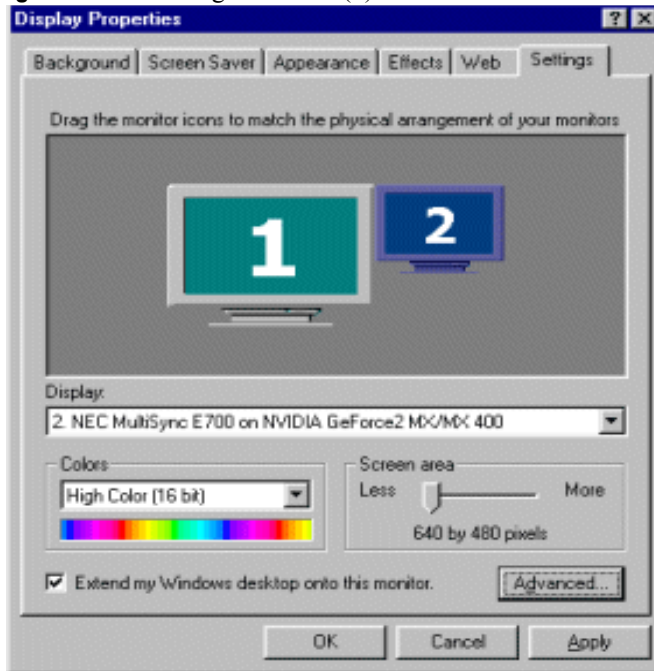 Display Properties
Background Screen Saver Appearance Effects Web Settings
Drag the monitor icons to match the physical arrangement of your monitors
1 2
Display:
2. NEC MultiSync E700 on NVIDIA GeForce2 MX/MX 400
Colors Screen area
High Color (16 bit) Less More
640 by 480 pixels
Extend my Windows desktop onto this monitor. Advanced...
OK Cancel Apply